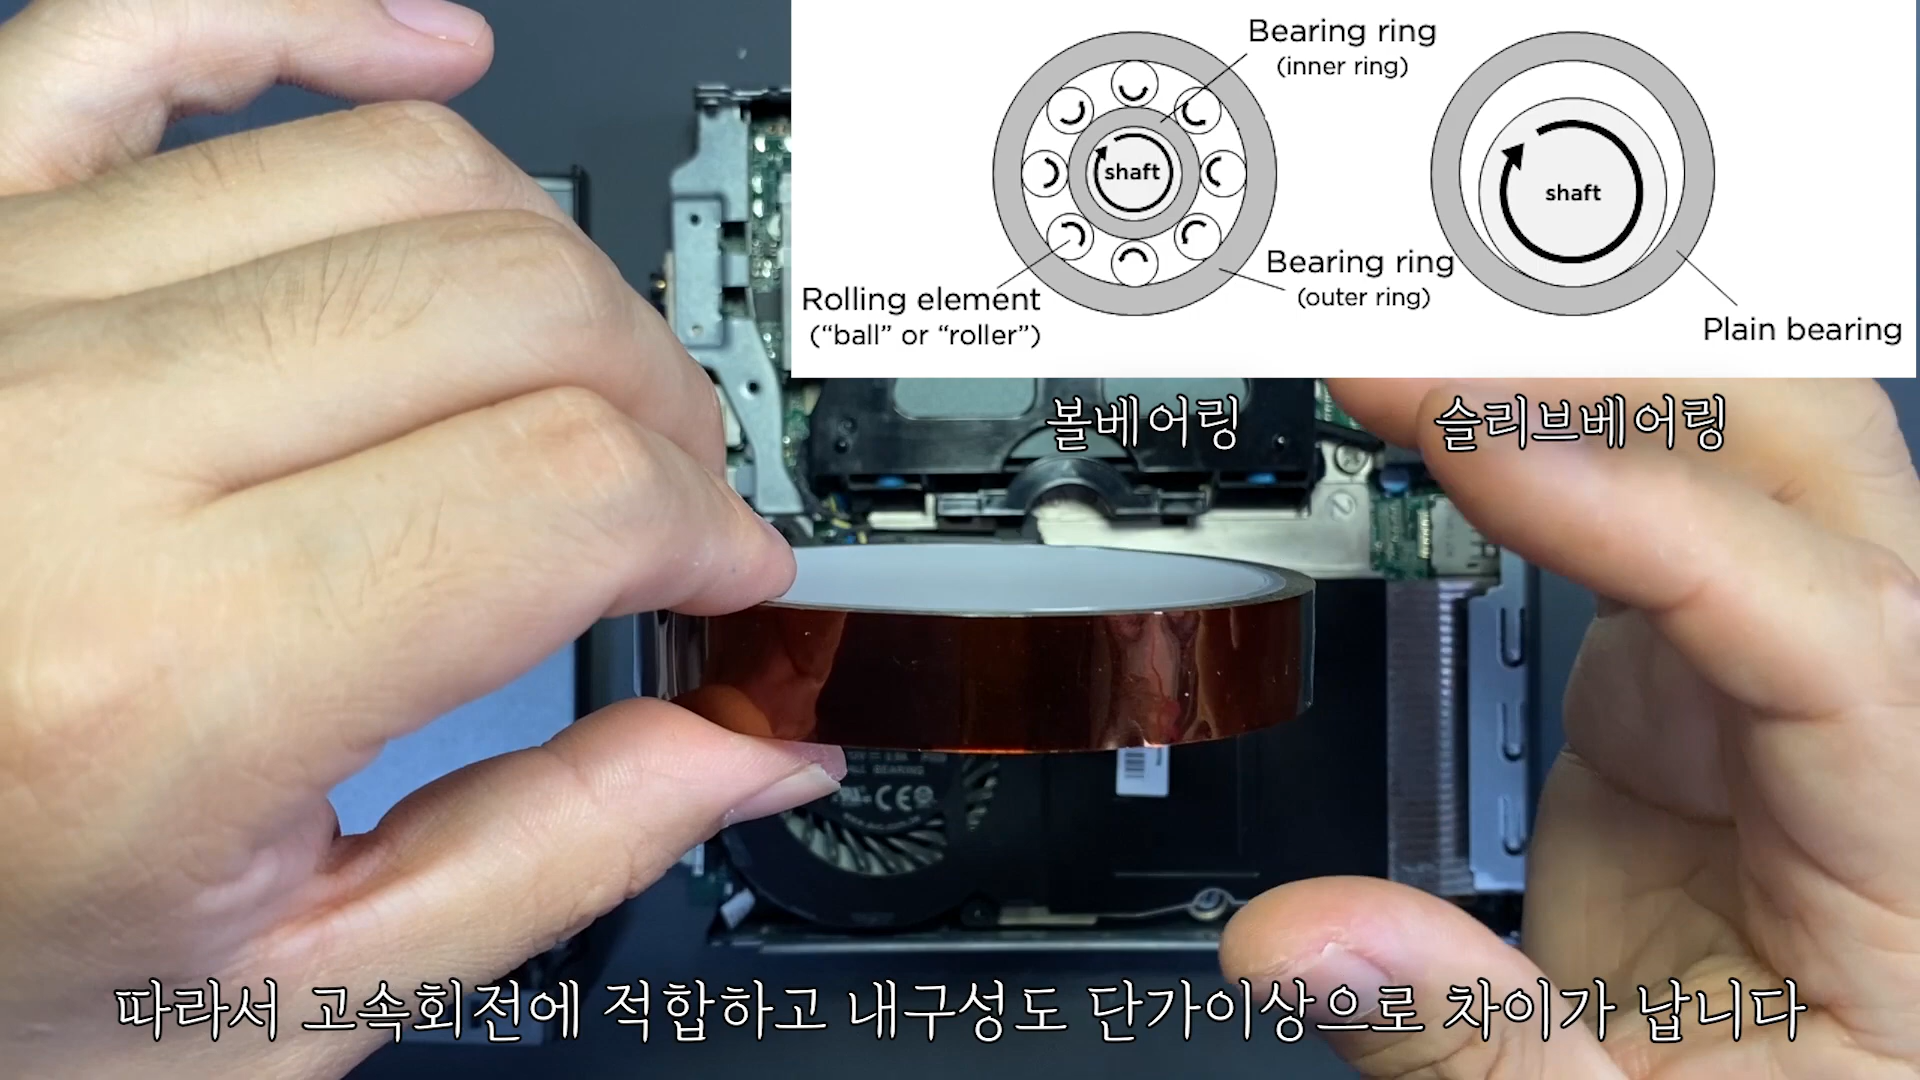 Bearing ring
(inner ring)
shaft
shaft
Bearing ring
(outer ring)
Rolling element
(“ball” or “roller”)
Plain bearing
볼베어링
슬리브베어링
BEARING
CE
따라서 고속회전에 적합하고 내구성도 단가이상으로 차이가 납니다